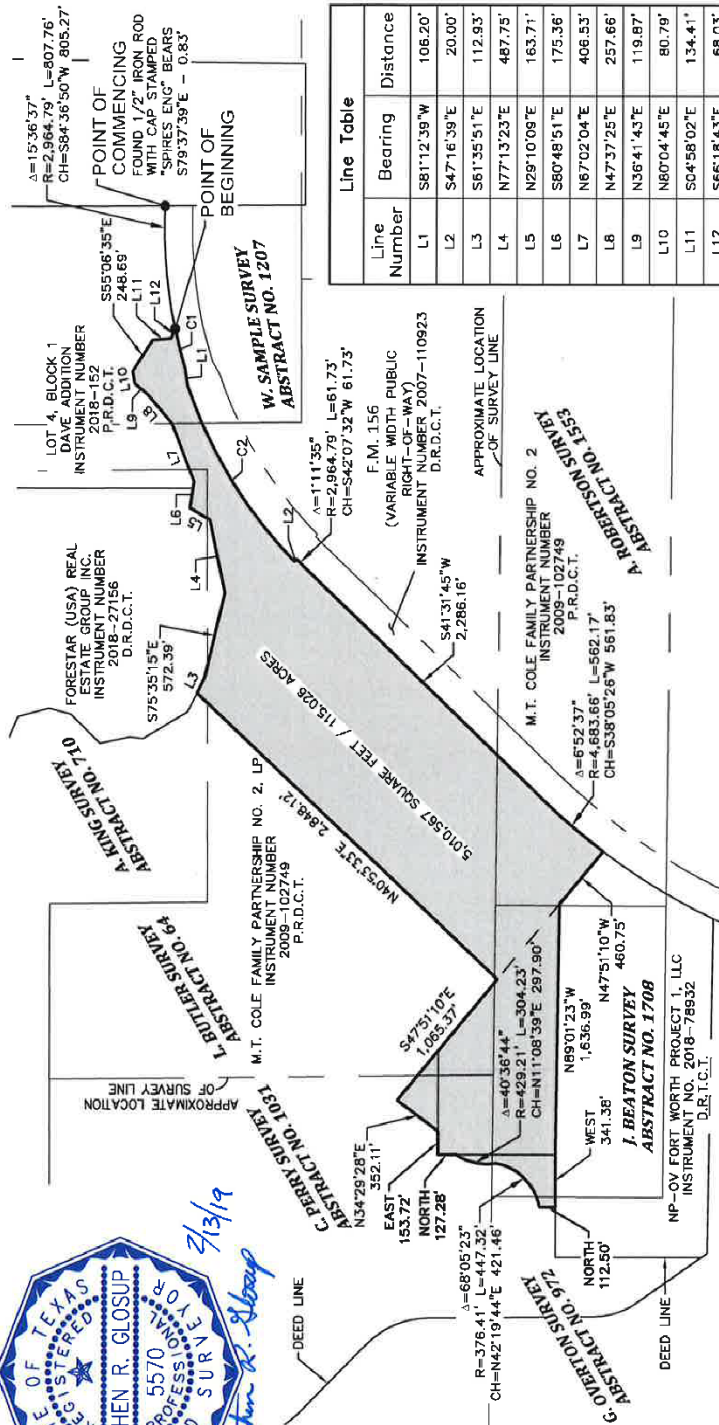 Δ=15°36'37"
R=2,964.79' L=807.76'
CH=S84°36'50"W 805.27'
POINT OF
COMMENCING
FOUND 1/2" IRON ROD
WITH CAP STAMPED
"SPIRES ENG" BEARS
S79°37'39"E - 0.83'
POINT OF
BEGINNING
S55°06'35"E
248.69'
L11
L12
C1
L1
L10
L9
L8
L7
L6
L5
L4
L3
C2
L2
LOT 4, BLOCK 1
DAVE ADDITION
INSTRUMENT NUMBER
2018-152
P.R.D.C.T.
W. SAMPLE SURVEY
ABSTRACT NO. 1207
FORESTAR (USA) REAL
ESTATE GROUP INC.
INSTRUMENT NUMBER
2018-27156
D.R.D.C.T.
S75°35'15"E
572.39'
Δ=1°11'35"
R=2,964.79' L=61.73'
CH=S42°07'32"W 61.73'
F.M. 156
(VARIABLE WIDTH PUBLIC
RIGHT-OF-WAY)
INSTRUMENT NUMBER 2007-110923
D.R.D.C.T.
APPROXIMATE LOCATION
OF SURVEY LINE
A. KING SURVEY
ABSTRACT NO. 710
S41°31'45"W
2,286.16'
5,010,567 SQUARE FEET / 115.026 ACRES
M.T. COLE FAMILY PARTNERSHIP NO. 2
INSTRUMENT NUMBER
2009-102749
P.R.D.C.T.
A. ROBERTSON SURVEY
ABSTRACT NO. 1553
N40°53'33"E 2,848.12'
M.T. COLE FAMILY PARTNERSHIP NO. 2, LP
INSTRUMENT NUMBER
2009-102749
P.R.D.C.T.
L. BUTLER SURVEY
ABSTRACT NO. 64
Δ=6°52'37"
R=4,683.66' L=562.17'
CH=S38°05'26"W 561.83'
APPROXIMATE LOCATION
OF SURVEY LINE
C. PERRY SURVEY
ABSTRACT NO. 1031
S47°51'10"E
1,065.37'
N34°29'28"E
352.11'
EAST
153.72'
NORTH
127.28'
Δ=40°36'44"
R=429.21' L=304.23'
CH=N11°08'39"E 297.90'
N47°51'10"W
460.75'
N89°01'23"W
1,636.99'
WEST
341.38'
J. BEATON SURVEY
ABSTRACT NO. 1708
NP-OV FORT WORTH PROJECT 1, LLC
INSTRUMENT NO. 2018-78932
D.R.T.C.T.
Δ=68°05'23"
R=376.41' L=447.32'
CH=N42°19'44"E 421.46'
NORTH
112.50'
G. OVERTON SURVEY
ABSTRACT NO. 972
DEED LINE
DEED LINE
E OF TEXAS
REGISTERED
HEN R. GLOSUP
5570
PROFESSIONAL
D SURVEYOR
2/13/19
Line Table
Line Number Bearing Distance
L1 S81°12'39"W 106.20'
L2 S47°16'39"E 20.00'
L3 S61°35'51"E 112.93'
L4 N77°13'23"E 487.75'
L5 N29°10'09"E 163.71'
L6 S80°48'51"E 175.36'
L7 N67°02'04"E 406.53'
L8 N47°37'25"E 257.66'
L9 N36°41'43"E 119.87'
L10 N80°04'45"E 80.79'
L11 S04°58'02"E 134.41'
L12 S66°18'43"E 68.03'